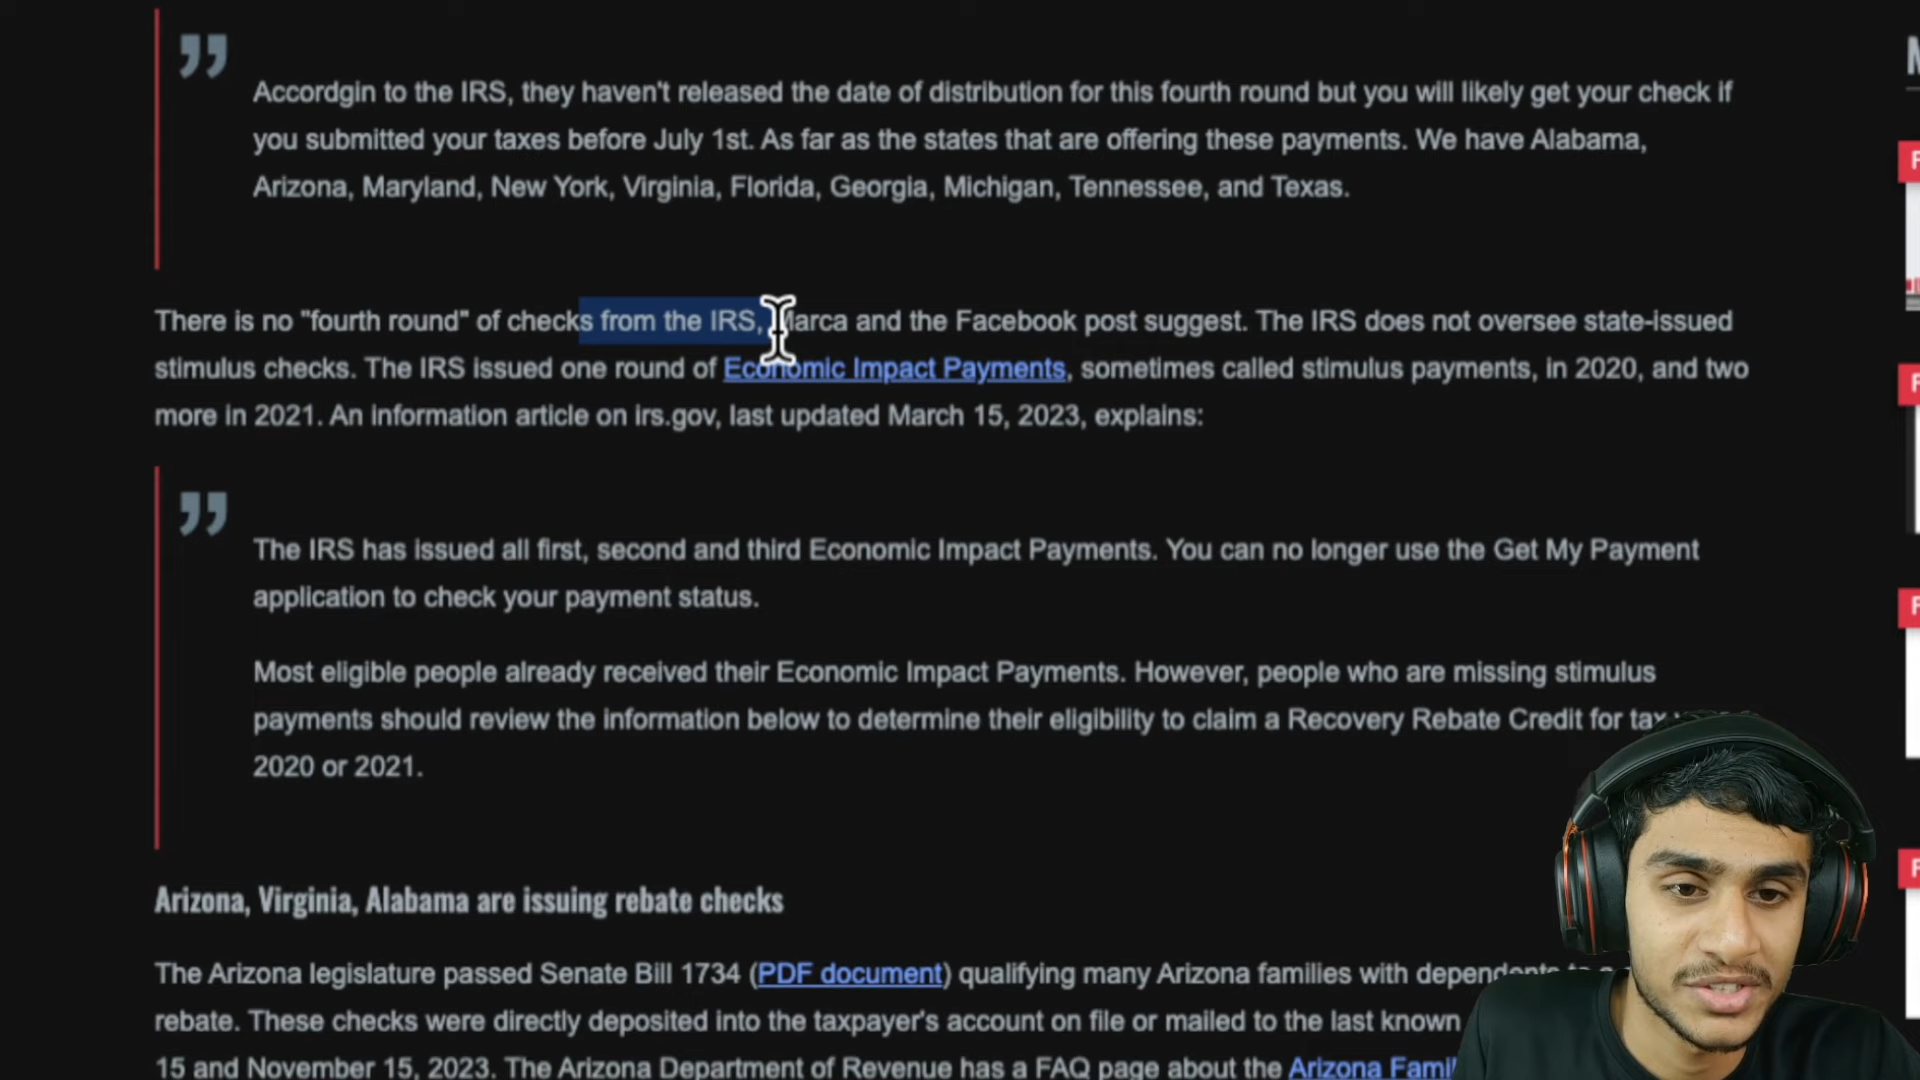 Accordgin to the IRS, they haven't released the date of distribution for this fourth round but you will likely get your check if
you submitted your taxes before July 1st. As far as the states that are offering these payments. We have Alabama,
Arizona, Maryland, New York, Virginia, Florida, Georgia, Michigan, Tennessee, and Texas.
There is no "fourth round" of checks from the IRS, Marca and the Facebook post suggest. The IRS does not oversee state-issued
stimulus checks. The IRS issued one round of Economic Impact Payments, sometimes called stimulus payments, in 2020, and two
more in 2021. An information article on irs.gov, last updated March 15, 2023, explains:
The IRS has issued all first, second and third Economic Impact Payments. You can no longer use the Get My Payment
application to check your payment status.
Most eligible people already received their Economic Impact Payments. However, people who are missing stimulus
payments should review the information below to determine their eligibility to claim a Recovery Rebate Credit for tax
2020 or 2021.
Arizona, Virginia, Alabama are issuing rebate checks
The Arizona legislature passed Senate Bill 1734 (PDF document) qualifying many Arizona families with dependents
rebate. These checks were directly deposited into the taxpayer's account on file or mailed to the last known
15 and November 15, 2023. The Arizona Department of Revenue has a FAQ page about the Arizona